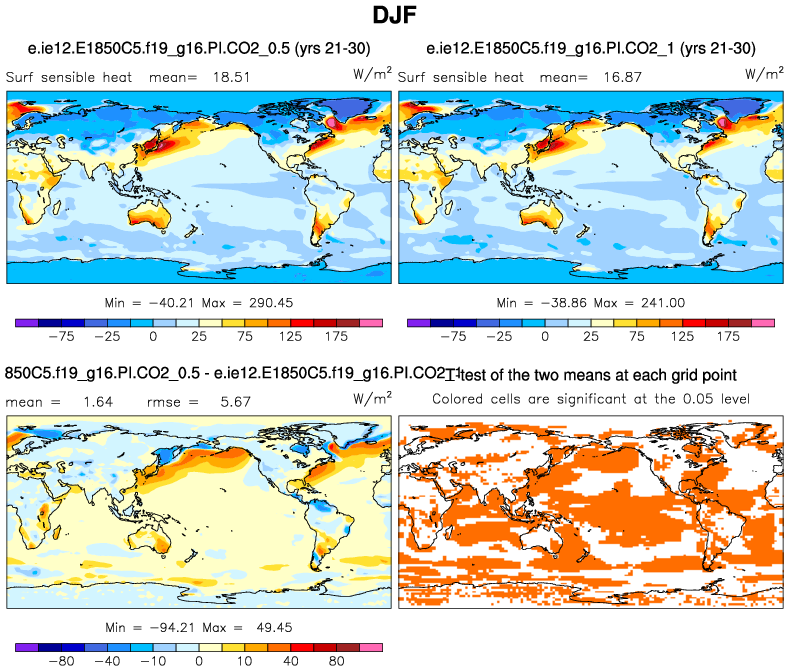 DJF
e.ie12.E1850C5.f19_g16.PI.CO2_0.5 (yrs 21-30)
e.ie12.E1850C5.f19_g16.PI.CO2_1 (yrs 21-30)
Surf sensible heat mean= 18.51 W/m²
Surf sensible heat mean= 16.87 W/m²
Min = −40.21 Max = 290.45
Min = −38.86 Max = 241.00
−75 −25 0 25 75 125 175
−75 −25 0 25 75 125 175
850C5.f19_g16.PI.CO2_0.5 - e.ie12.E1850C5.f19_g16.PI.CO2_1
T-test of the two means at each grid point
mean = 1.64 rmse = 5.67 W/m²
Colored cells are significant at the 0.05 level
Min = −94.21 Max = 49.45
−80 −40 −10 0 10 40 80